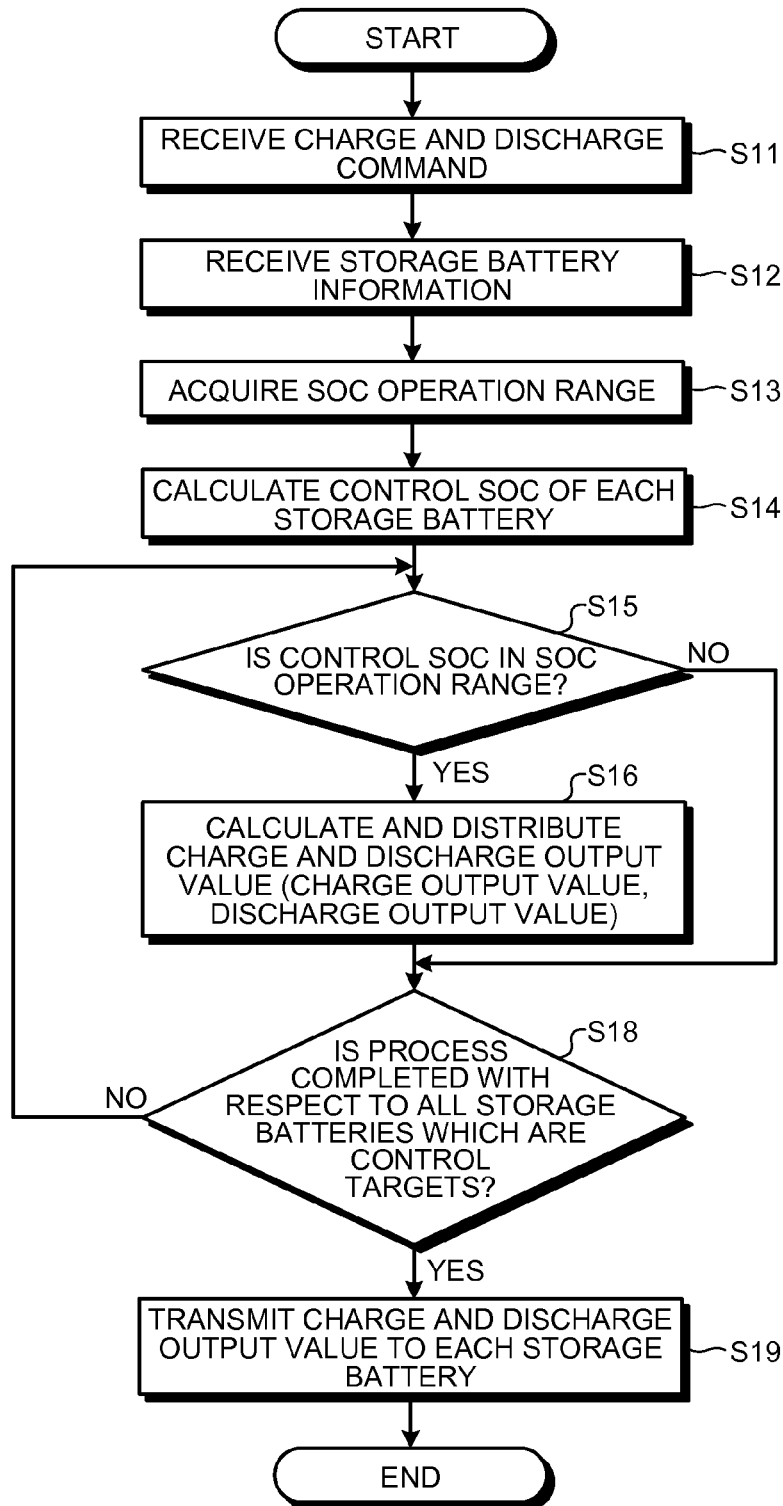 START
RECEIVE CHARGE AND DISCHARGE
COMMAND
S11
RECEIVE STORAGE BATTERY
INFORMATION
S12
ACQUIRE SOC OPERATION RANGE
S13
CALCULATE CONTROL SOC OF EACH
STORAGE BATTERY
S14
S15
IS CONTROL SOC IN SOC
OPERATION RANGE?
NO
YES
S16
CALCULATE AND DISTRIBUTE
CHARGE AND DISCHARGE OUTPUT
VALUE (CHARGE OUTPUT VALUE,
DISCHARGE OUTPUT VALUE)
S18
IS PROCESS
COMPLETED WITH
RESPECT TO ALL STORAGE
BATTERIES WHICH ARE
CONTROL
TARGETS?
NO
YES
TRANSMIT CHARGE AND DISCHARGE
OUTPUT VALUE TO EACH STORAGE
BATTERY
S19
END